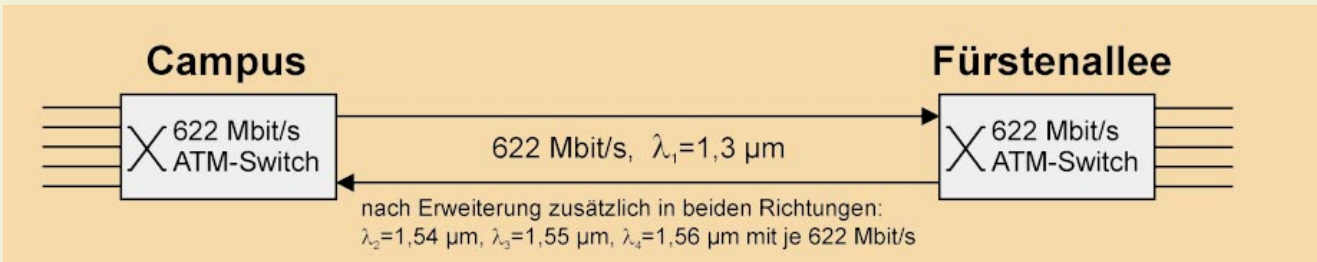 Campus
Fürstenallee
622 Mbit/s
ATM-Switch
622 Mbit/s, λ₁=1,3 µm
622 Mbit/s
ATM-Switch
nach Erweiterung zusätzlich in beiden Richtungen:
λ₂=1,54 µm, λ₃=1,55 µm, λ₄=1,56 µm mit je 622 Mbit/s